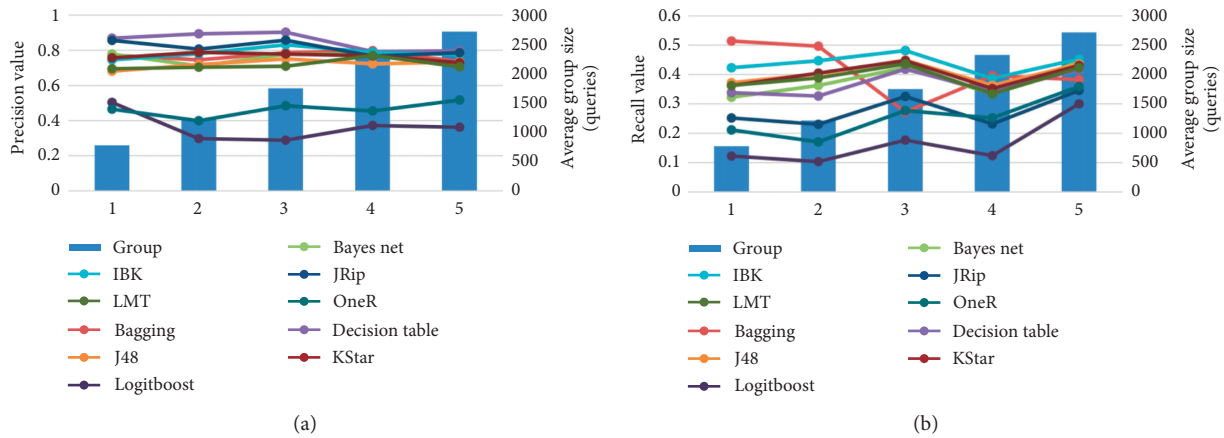 1
0.8
0.6
0.4
0.2
0
Precision value
3000
2500
2000
1500
1000
500
0
Average group size
(queries)
1 2 3 4 5
Group Bayes net
IBK JRip
LMT OneR
Bagging Decision table
J48 KStar
Logitboost
(a)
0.6
0.5
0.4
0.3
0.2
0.1
0
Recall value
3000
2500
2000
1500
1000
500
0
Average group size
(queries)
1 2 3 4 5
Group Bayes net
IBK JRip
LMT OneR
Bagging Decision table
J48 KStar
Logitboost
(b)